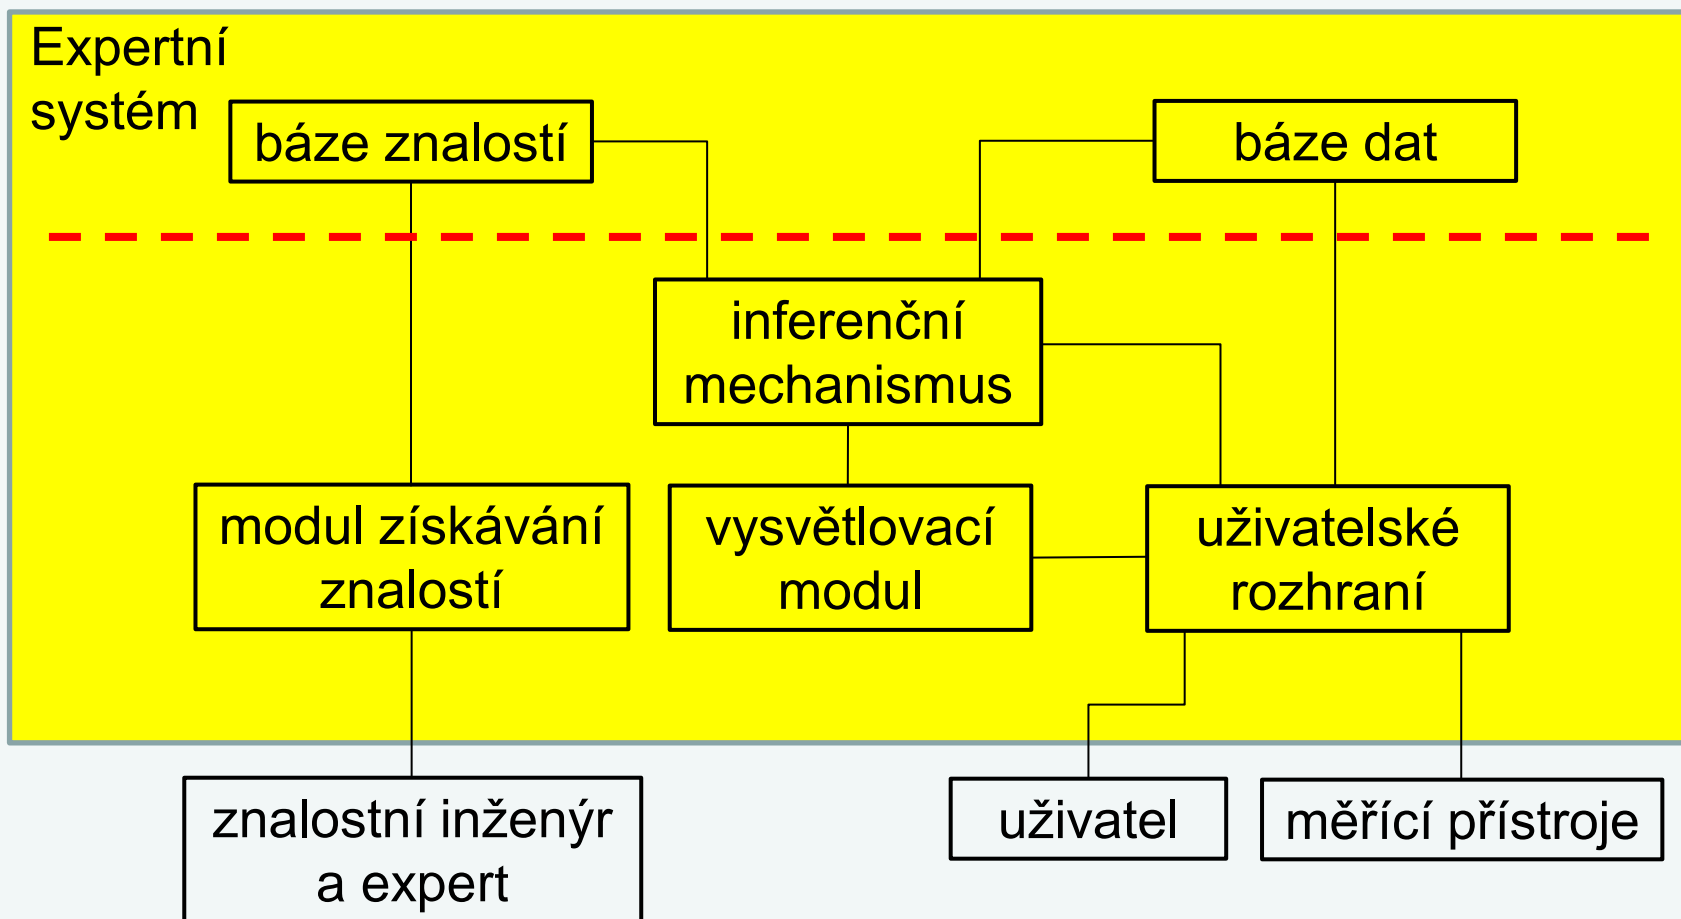 Expertní
systém
báze znalostí
báze dat
inferenční
mechanismus
modul získávání
znalostí
vysvětlovací
modul
uživatelské
rozhraní
znalostní inženýr
a expert
uživatel
měřící přístroje